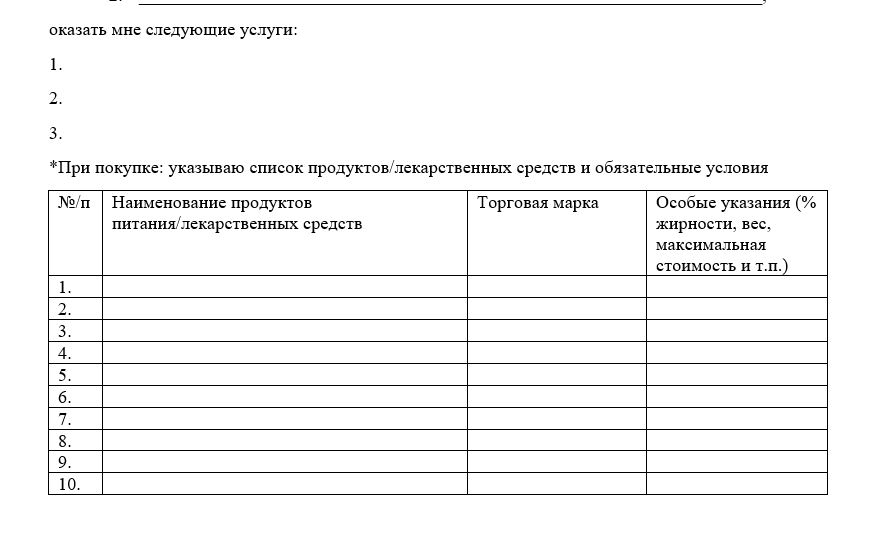 оказать мне следующие услуги:
1.
2.
3.
*При покупке: указываю список продуктов/лекарственных средств и обязательные условия
№/п Наименование продуктов Торговая марка Особые указания (%
питания/лекарственных средств жирности, вес,
максимальная
стоимость и т.п.)
1.
2.
3.
4.
5.
6.
7.
8.
9.
10.